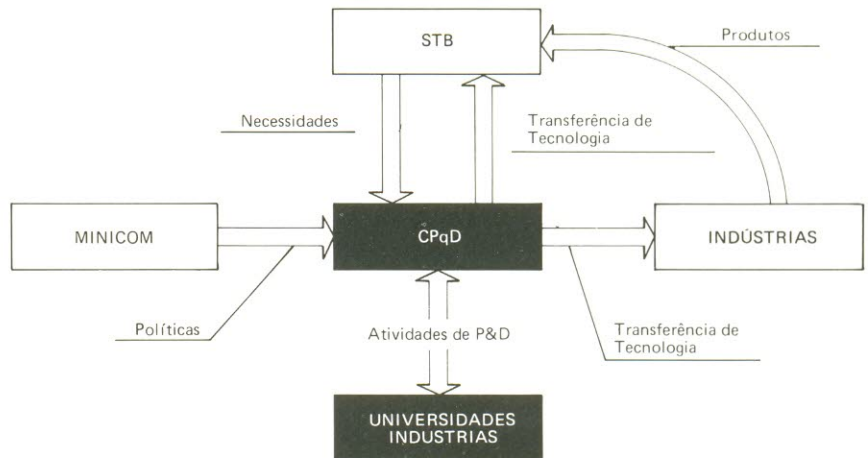 STB
Produtos
Necessidades
Transferência de
Tecnologia
MINICOM
CPqD
INDÚSTRIAS
Políticas
Atividades de P&D
Transferência de
Tecnologia
UNIVERSIDADES
INDUSTRIAS